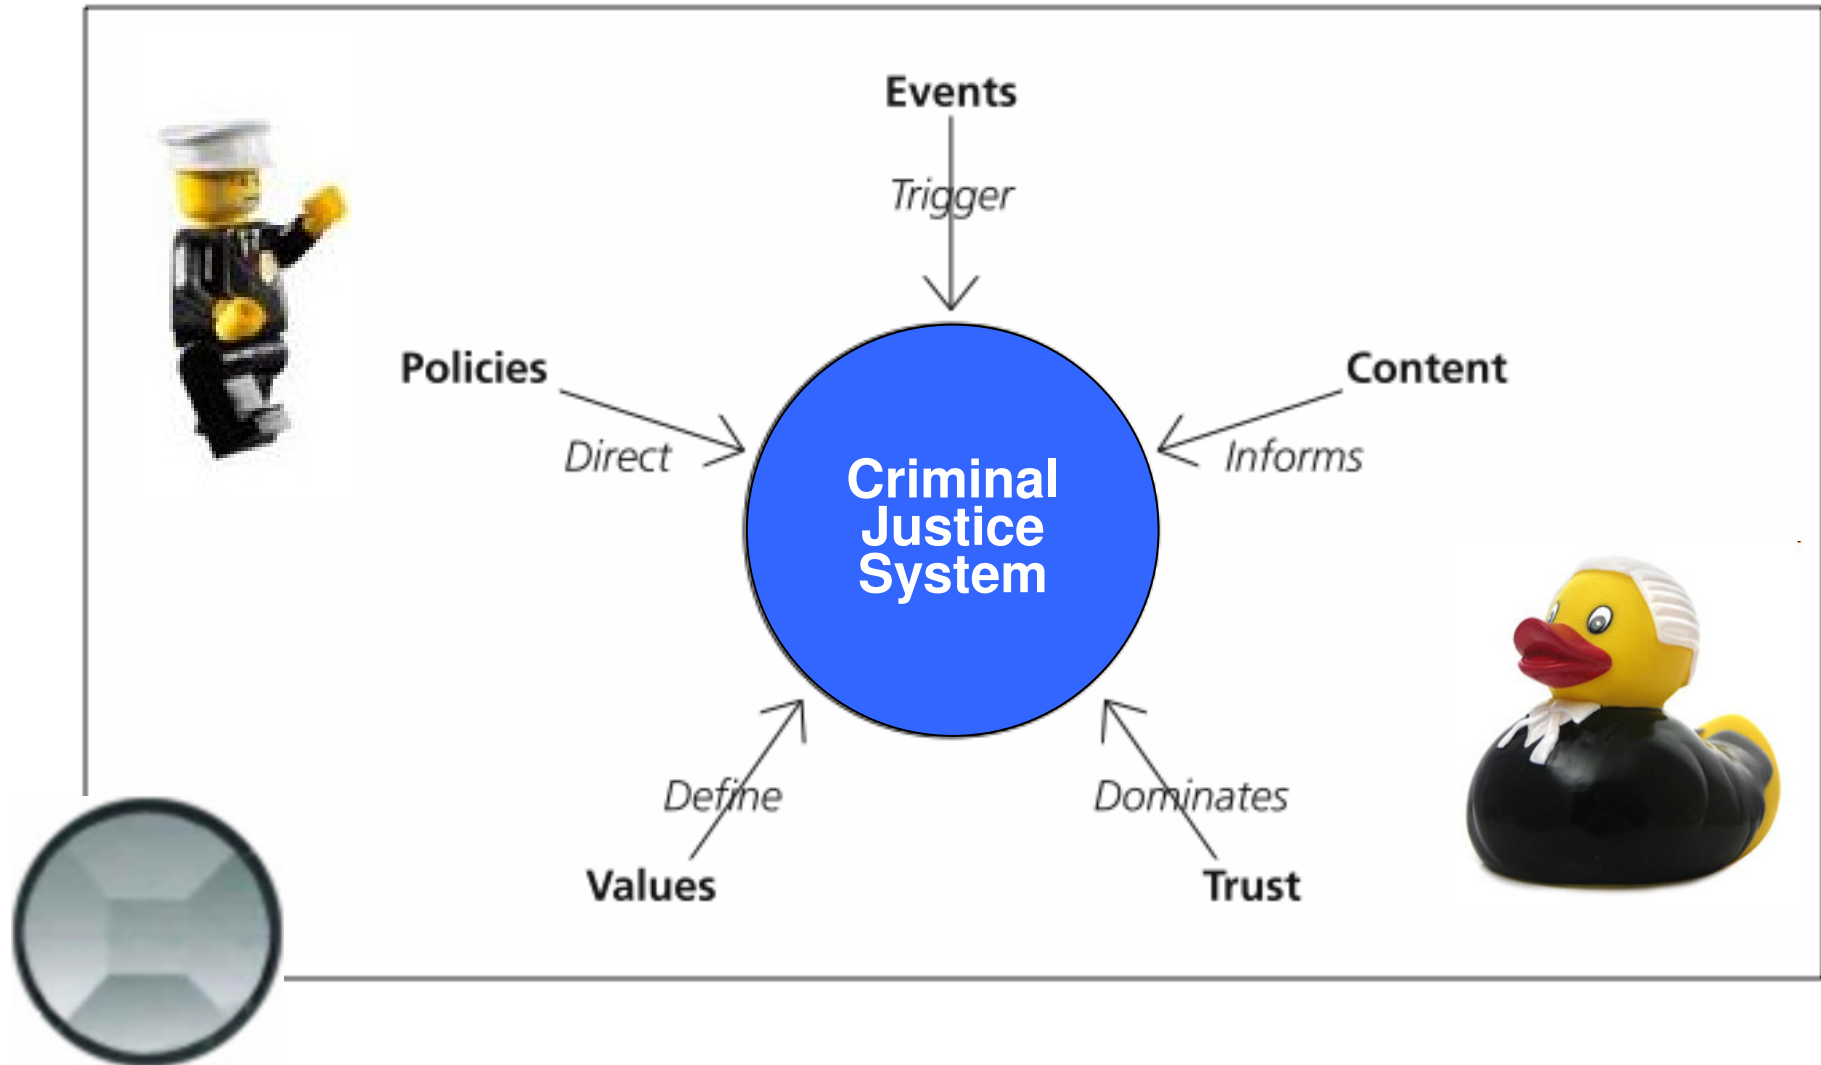 Events
Trigger
Policies
Content
Direct
Informs
Criminal
Justice
System
Define
Dominates
Values
Trust